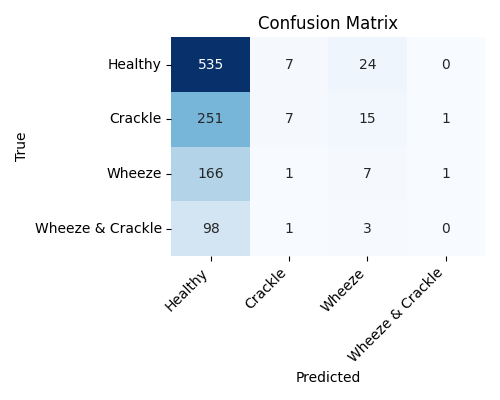 Confusion Matrix
True
Healthy 535 7 24 0
Crackle 251 7 15 1
Wheeze 166 1 7 1
Wheeze & Crackle 98 1 3 0
Healthy Crackle Wheeze Wheeze & Crackle
Predicted